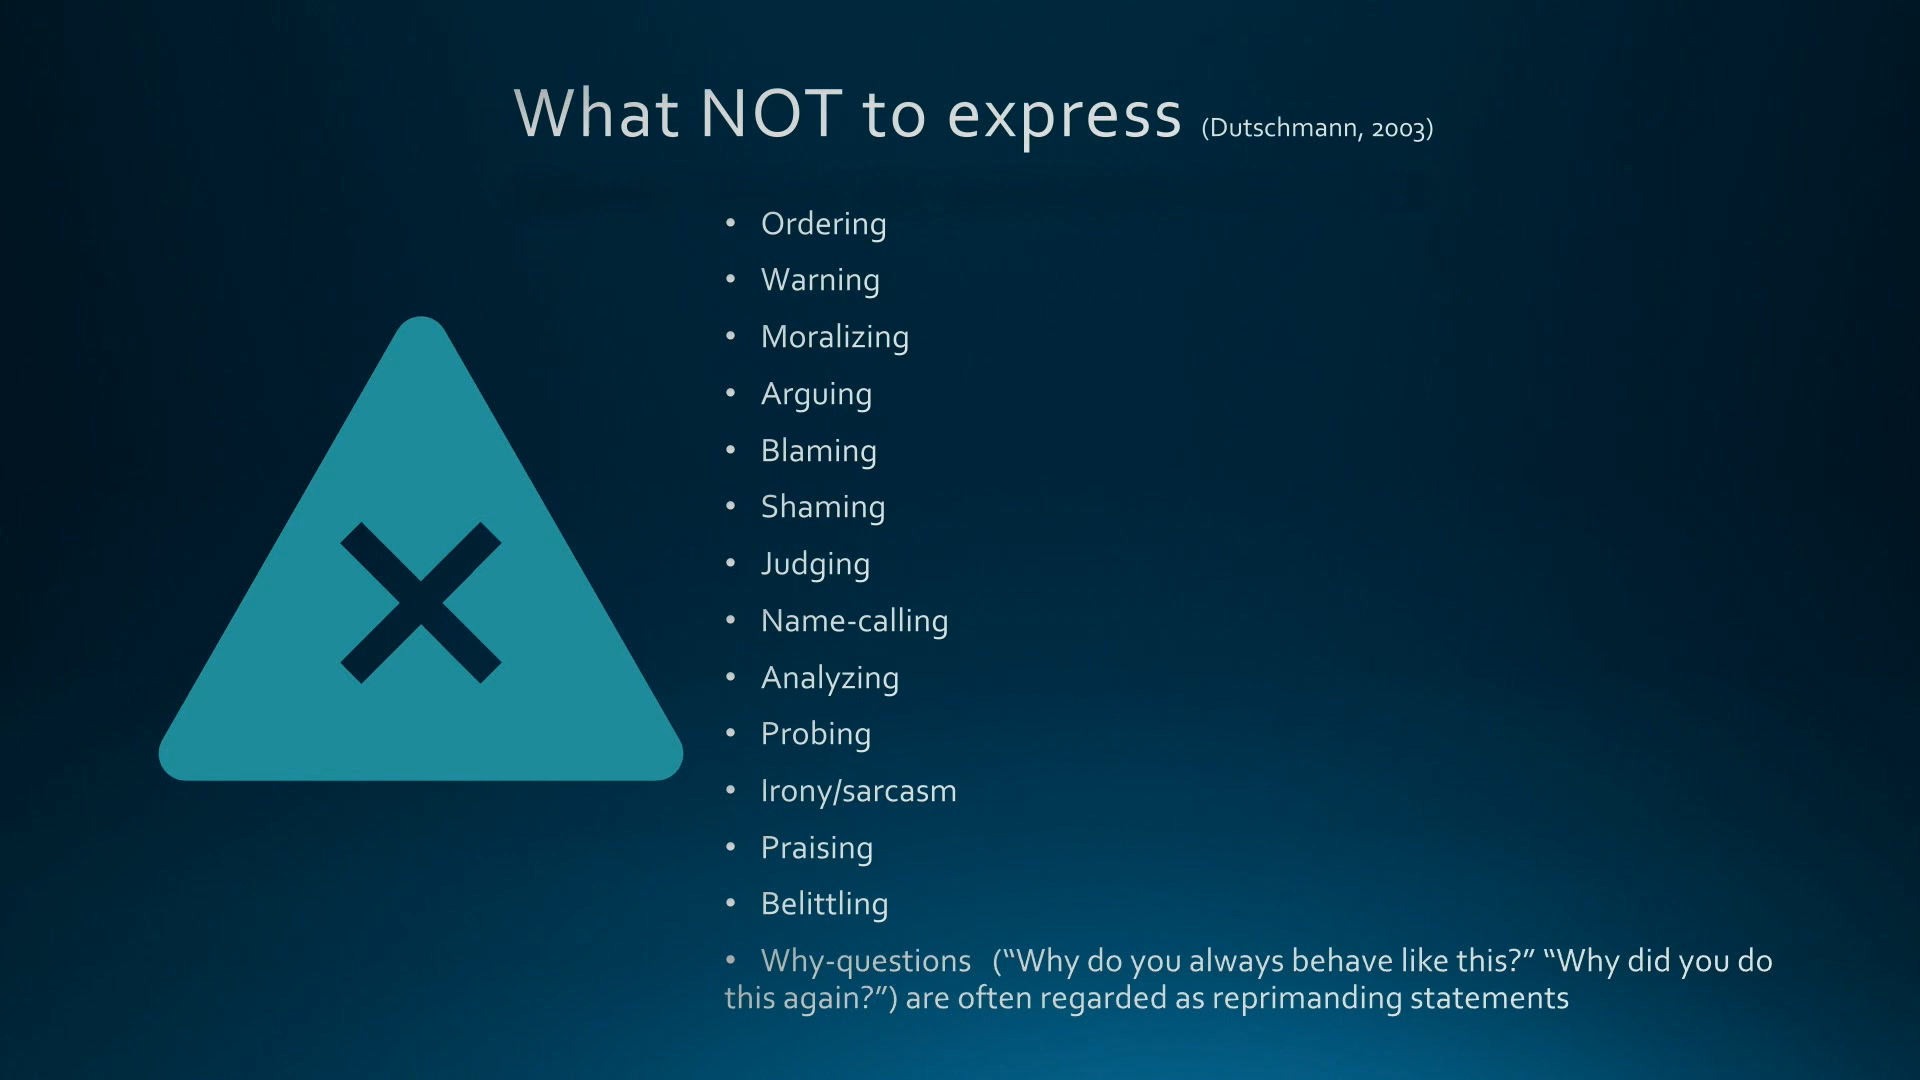 What NOT to express (Dutschmann, 2003)
• Ordering
• Warning
• Moralizing
• Arguing
• Blaming
• Shaming
• Judging
• Name-calling
• Analyzing
• Probing
• Irony/sarcasm
• Praising
• Belittling
• Why-questions (“Why do you always behave like this?” “Why did you do
this again?”) are often regarded as reprimanding statements